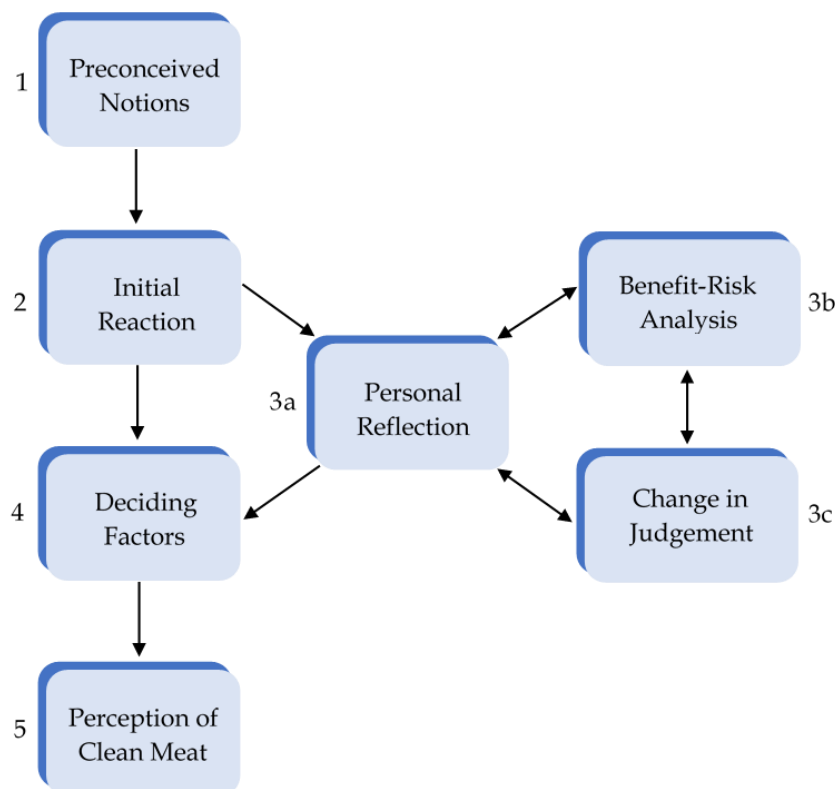 1
Preconceived
Notions
2
Initial
Reaction
Benefit-Risk
Analysis
3b
3a
Personal
Reflection
4
Deciding
Factors
Change in
Judgement
3c
5
Perception of
Clean Meat